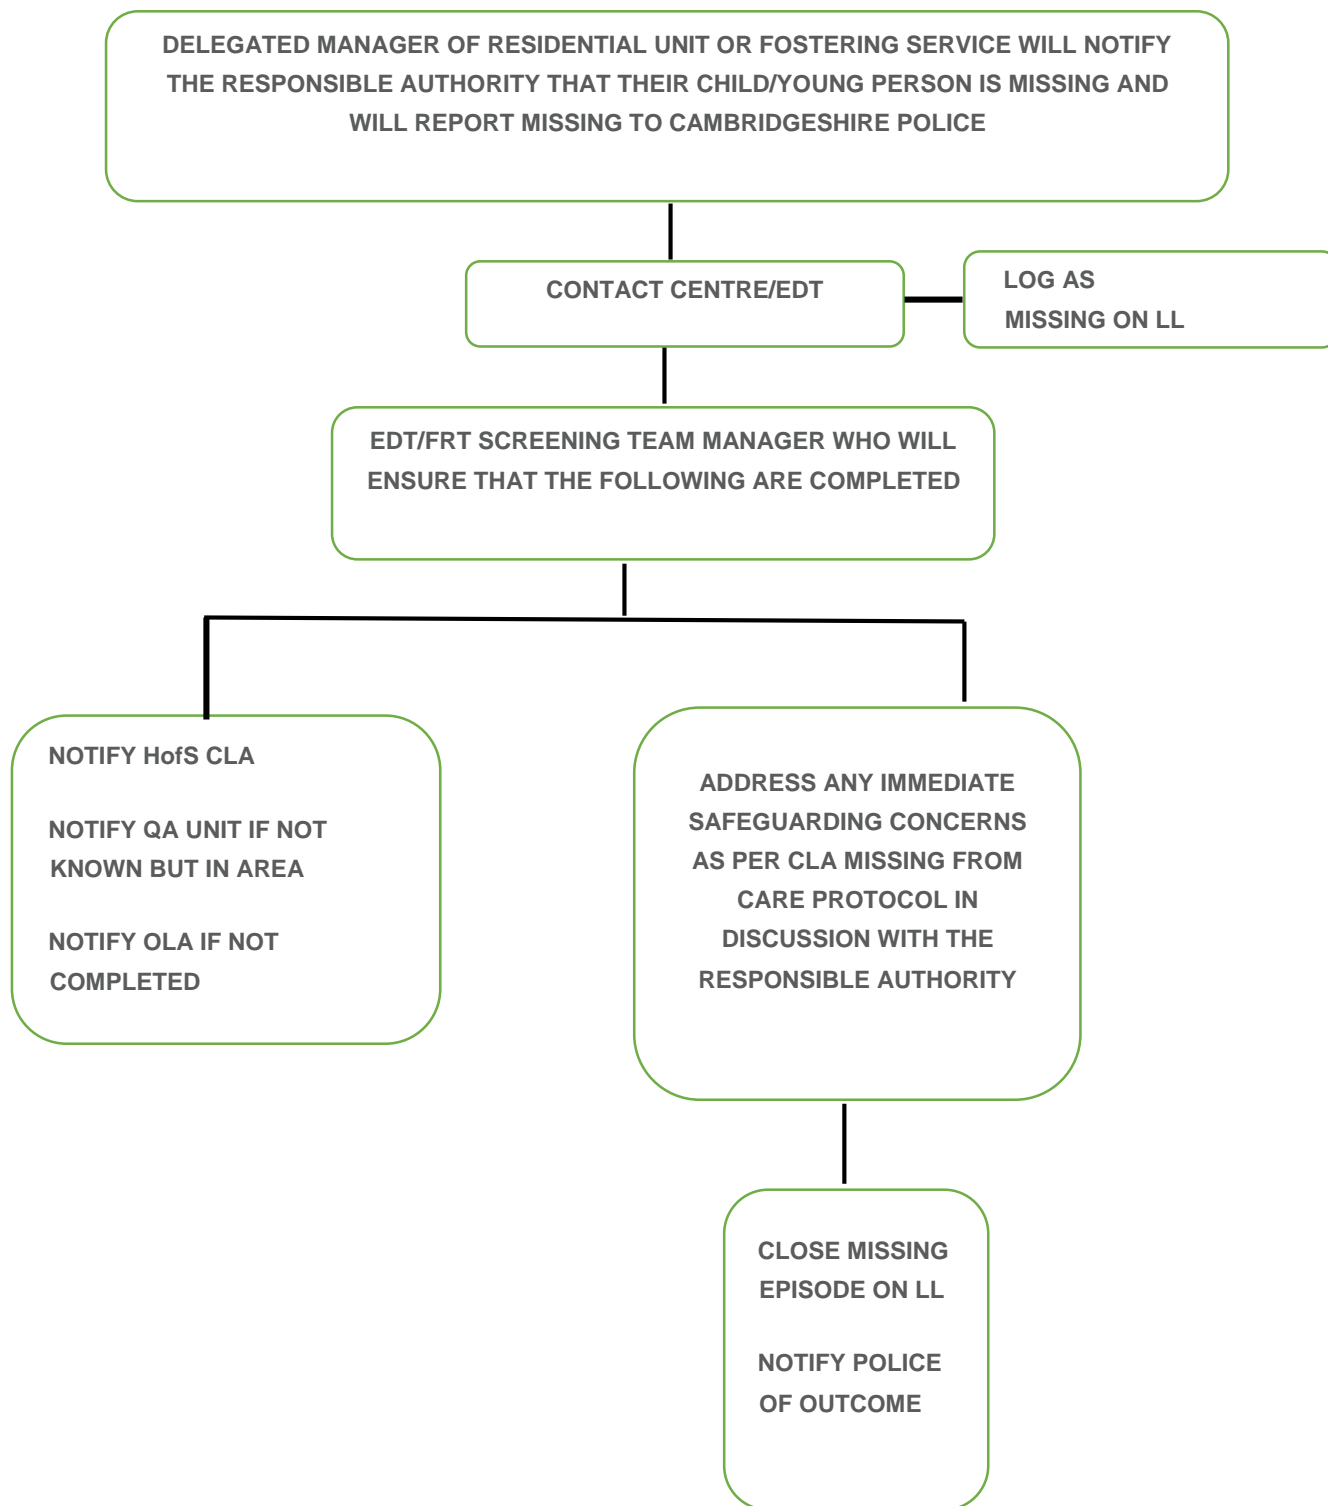 DELEGATED MANAGER OF RESIDENTIAL UNIT OR FOSTERING SERVICE WILL NOTIFY
THE RESPONSIBLE AUTHORITY THAT THEIR CHILD/YOUNG PERSON IS MISSING AND
WILL REPORT MISSING TO CAMBRIDGESHIRE POLICE
CONTACT CENTRE/EDT
LOG AS
MISSING ON LL
EDT/FRT SCREENING TEAM MANAGER WHO WILL
ENSURE THAT THE FOLLOWING ARE COMPLETED
NOTIFY HofS CLA
NOTIFY QA UNIT IF NOT
KNOWN BUT IN AREA
NOTIFY OLA IF NOT
COMPLETED
ADDRESS ANY IMMEDIATE
SAFEGUARDING CONCERNS
AS PER CLA MISSING FROM
CARE PROTOCOL IN
DISCUSSION WITH THE
RESPONSIBLE AUTHORITY
CLOSE MISSING
EPISODE ON LL
NOTIFY POLICE
OF OUTCOME